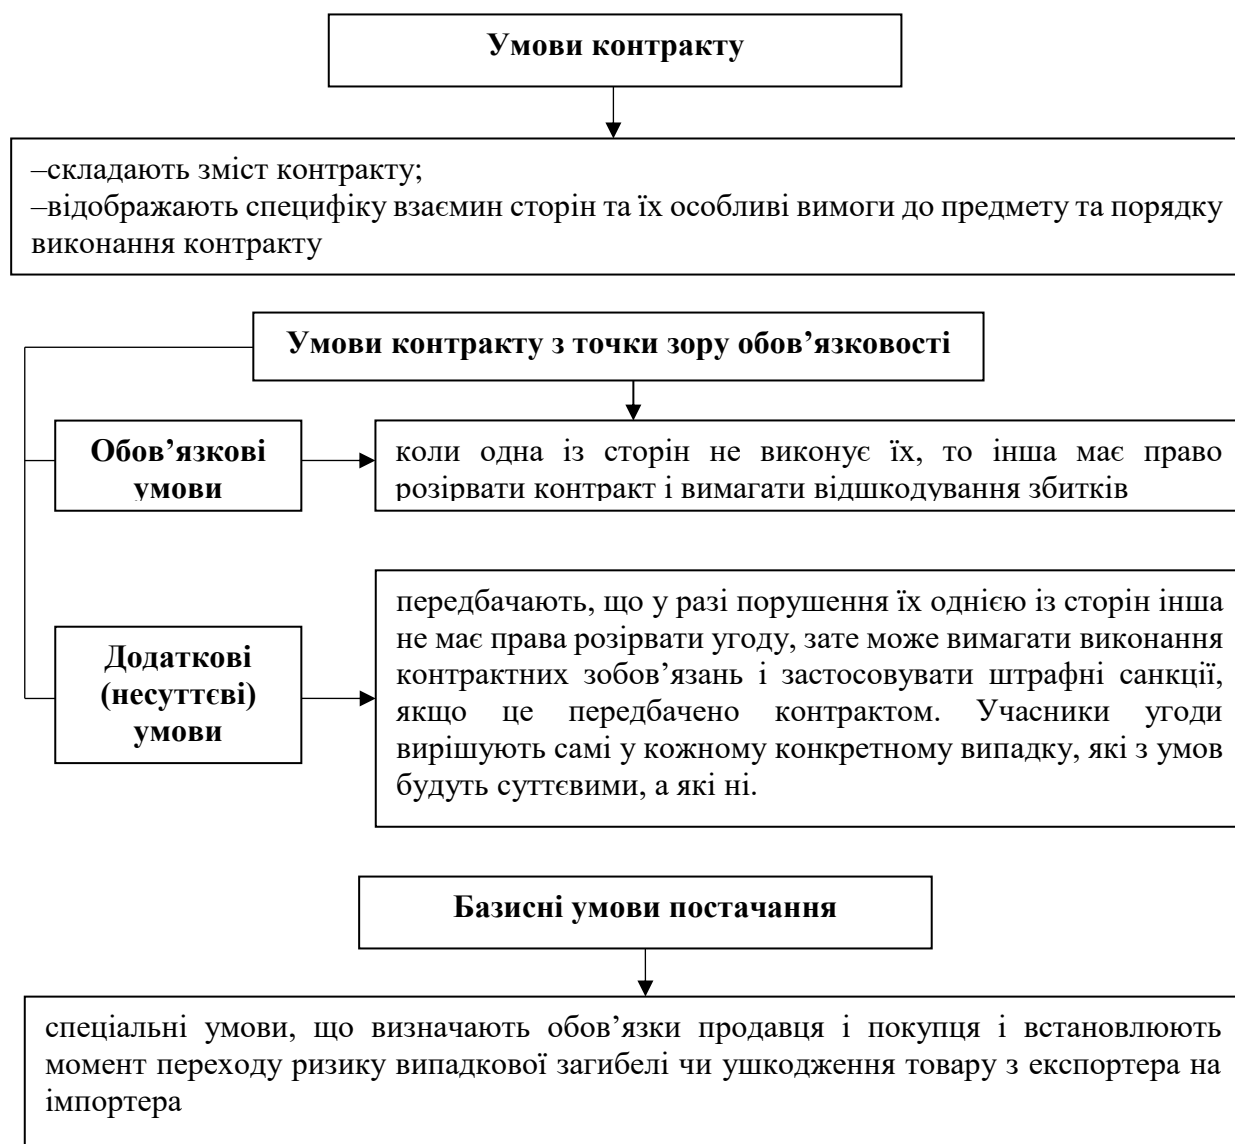 Умови контракту
–складають зміст контракту;
–відображають специфіку взаємин сторін та їх особливі вимоги до предмету та порядку
виконання контракту
Умови контракту з точки зору обов’язковості
Обов’язкові
умови
коли одна із сторін не виконує їх, то інша має право
розірвати контракт і вимагати відшкодування збитків
Додаткові
(несуттєві)
умови
передбачають, що у разі порушення їх однією із сторін інша
не має права розірвати угоду, зате може вимагати виконання
контрактних зобов’язань і застосовувати штрафні санкції,
якщо це передбачено контрактом. Учасники угоди
вирішують самі у кожному конкретному випадку, які з умов
будуть суттєвими, а які ні.
Базисні умови постачання
спеціальні умови, що визначають обов’язки продавця і покупця і встановлюють
момент переходу ризику випадкової загибелі чи ушкодження товару з експортера на
імпортера